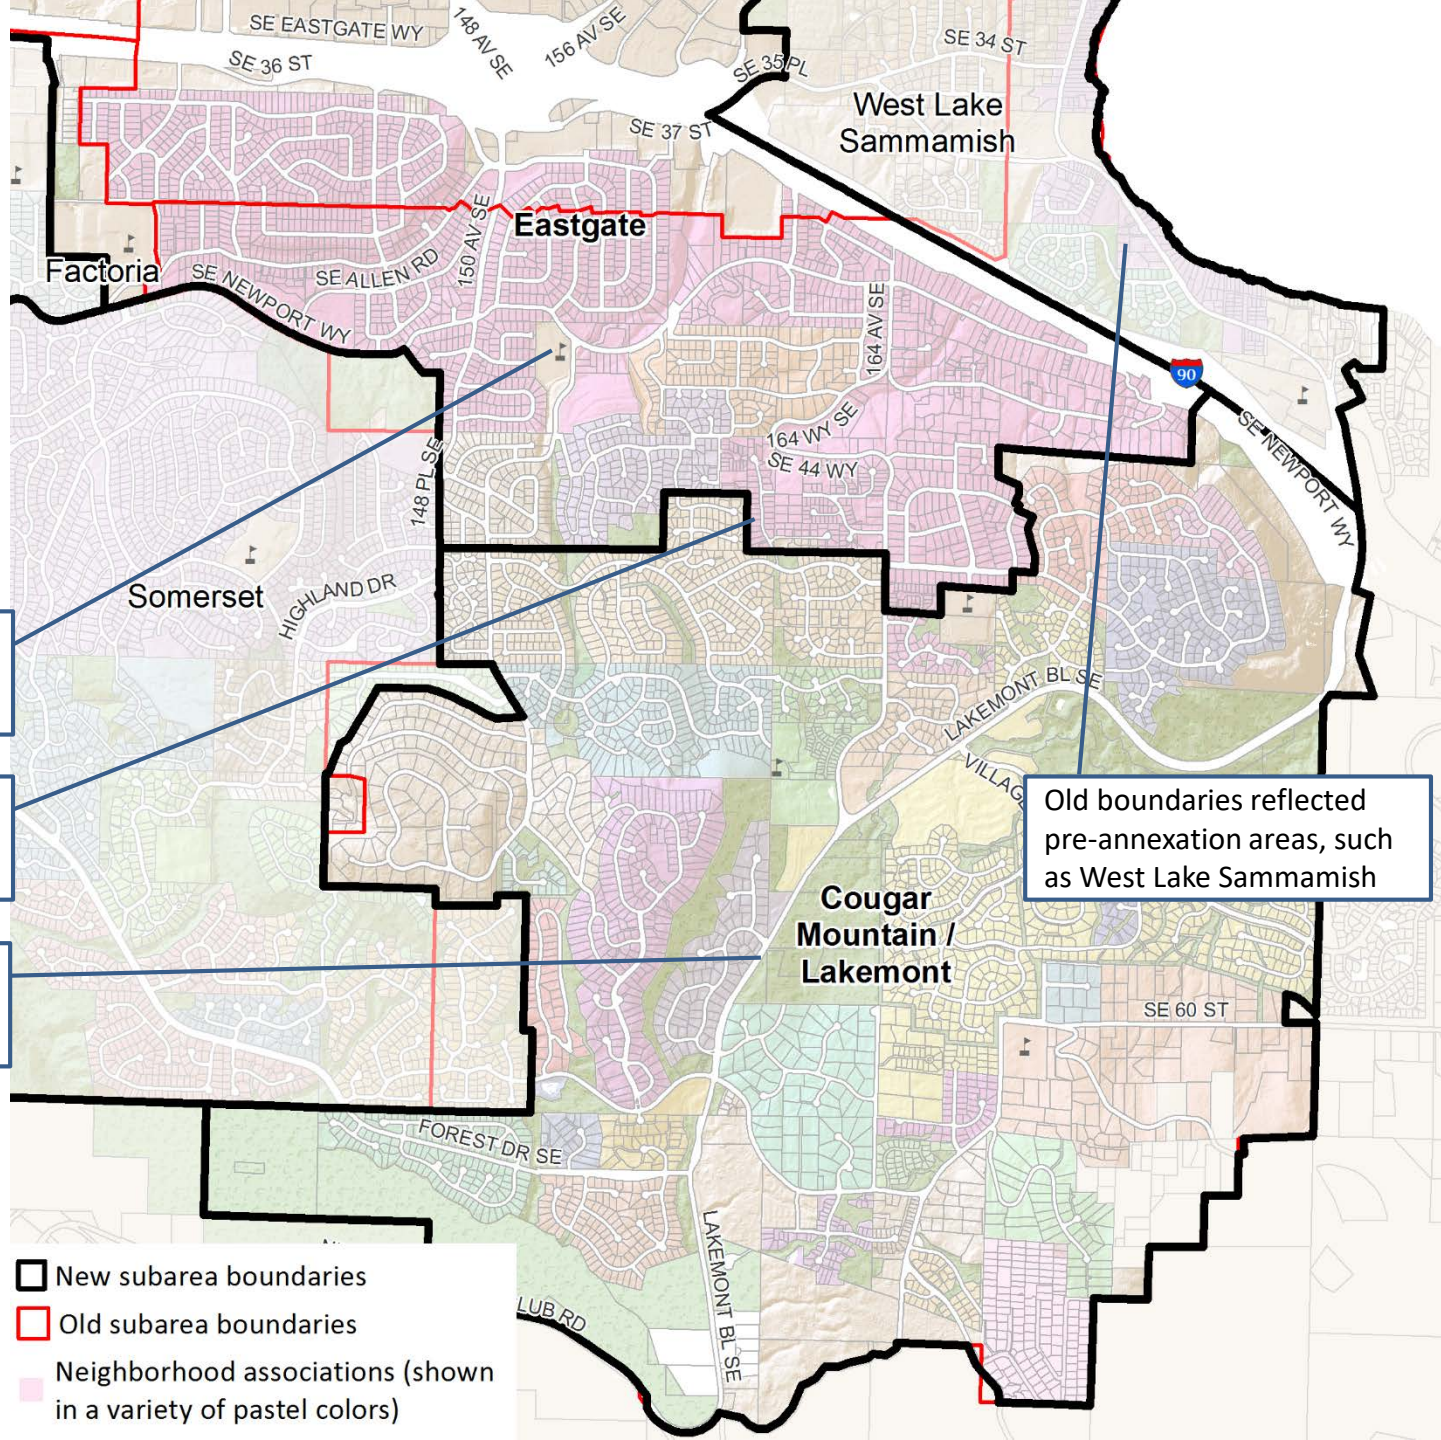 SE EASTGATE WY
148 AV SE
156 AV SE
SE 34 ST
SE 36 ST
SE 35 PL
West Lake
Sammamish
SE 37 ST
150 AV SE
Eastgate
Factoria
SE NEWPORT WY
SE ALLEN RD
164 AV SE
90
164 WY SE
SE 44 WY
SE NEWPORT WY
148 PL SE
Somerset
HIGHLAND DR
LAKEMONT BL SE
Old boundaries reflected
pre-annexation areas, such
as West Lake Sammamish
Cougar
Mountain /
Lakemont
SE 60 ST
FOREST DR SE
LAKEMONT BL SE
LUB RD
New subarea boundaries
Old subarea boundaries
Neighborhood associations (shown
in a variety of pastel colors)